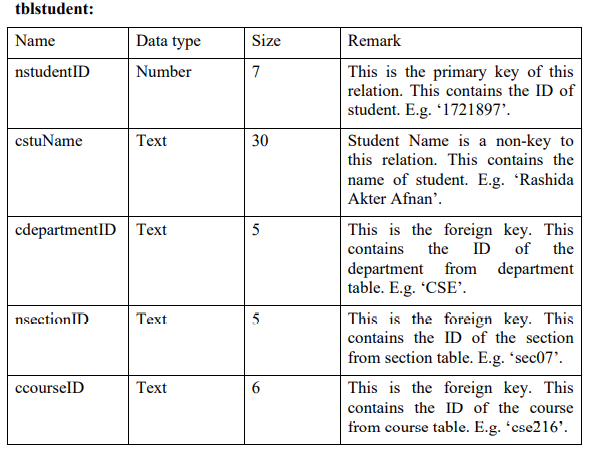 tblstudent:
Name Data type Size Remark
nstudentID Number 7 This is the primary key of this
relation. This contains the ID of
student. E.g. ‘1721897’.
cstuName Text 30 Student Name is a non-key to
this relation. This contains the
name of student. E.g. ‘Rashida
Akter Afnan’.
cdepartmentID Text 5 This is the foreign key. This
contains the ID of the
department from department
table. E.g. ‘CSE’.
nsectionID Text 5 This is the foreign key. This
contains the ID of the section
from section table. E.g. ‘sec07’.
ccourseID Text 6 This is the foreign key. This
contains the ID of the course
from course table. E.g. ‘cse216’.